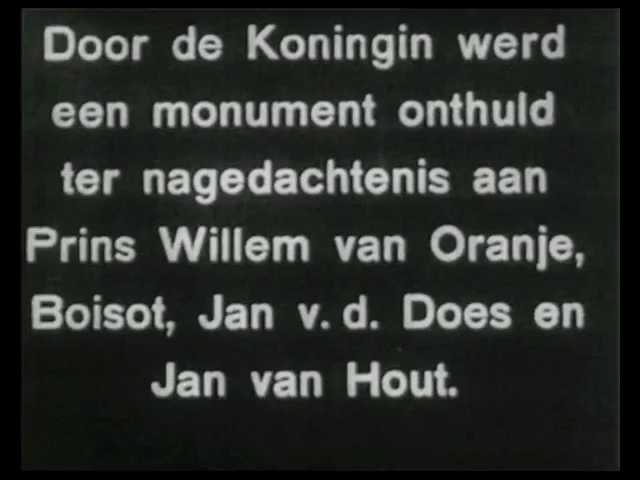 Door de Koningin werd
een monument onthuld
ter nagedachtenis aan
Prins Willem van Oranje,
Boisot, Jan v. d. Does en
Jan van Hout.